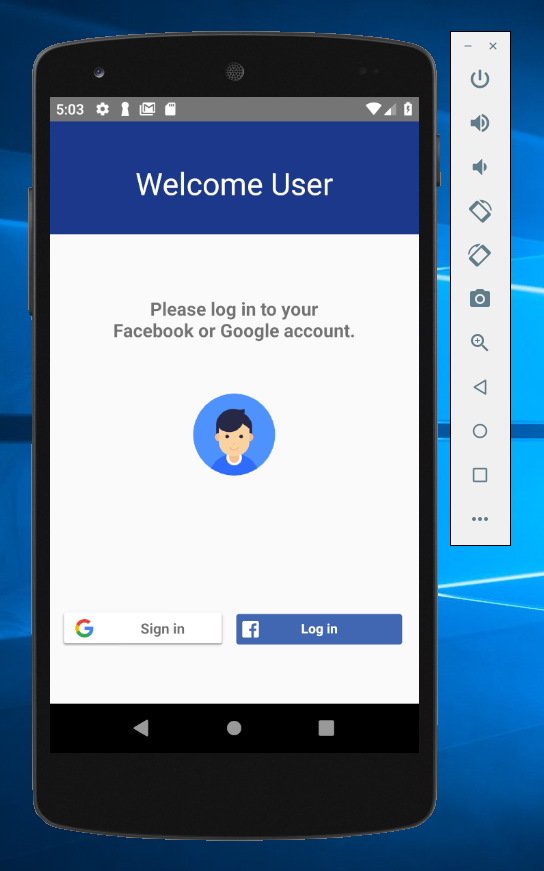 5:03
Welcome User
Please log in to your
Facebook or Google account.
Sign in
Log in